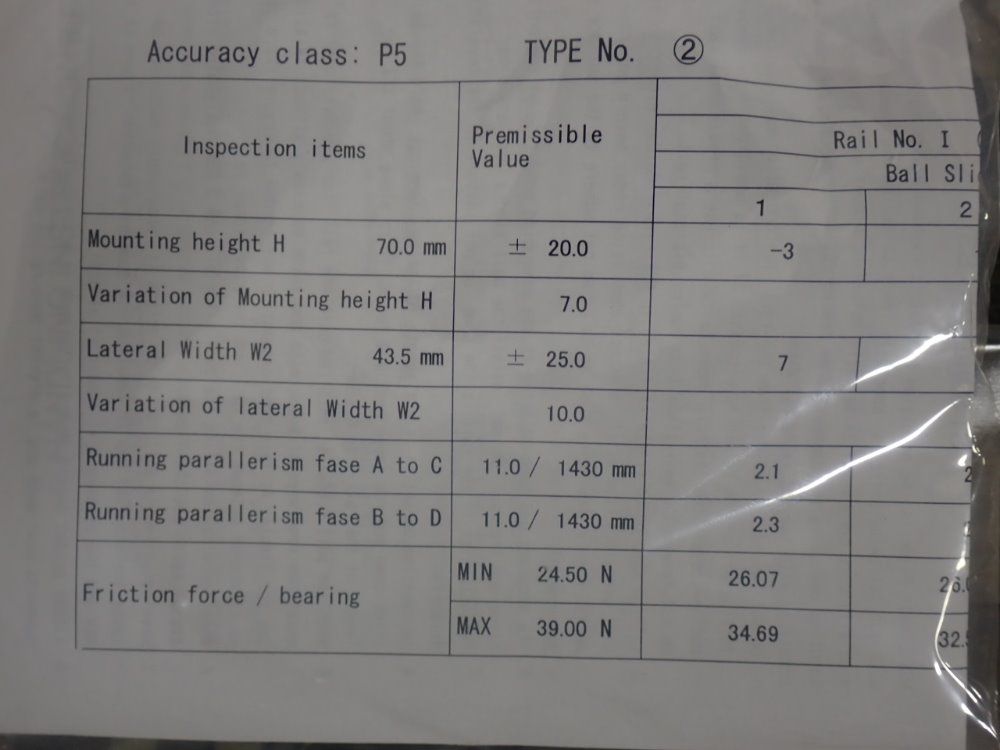 Accuracy class: P5 TYPE No. ②
Inspection items Premissible Value Rail No. I
Ball
1 2
Mounting height H 70.0 mm ± 20.0 -3
Variation of Mounting height H 7.0
Lateral Width W2 43.5 mm ± 25.0 7
Variation of lateral Width W2 10.0
Running parallerism fase A to C 11.0 / 1430 mm 2.1
Running parallerism fase B to D 11.0 / 1430 mm 2.3
Friction force / bearing MIN 24.50 N 26.07
MAX 39.00 N 34.69